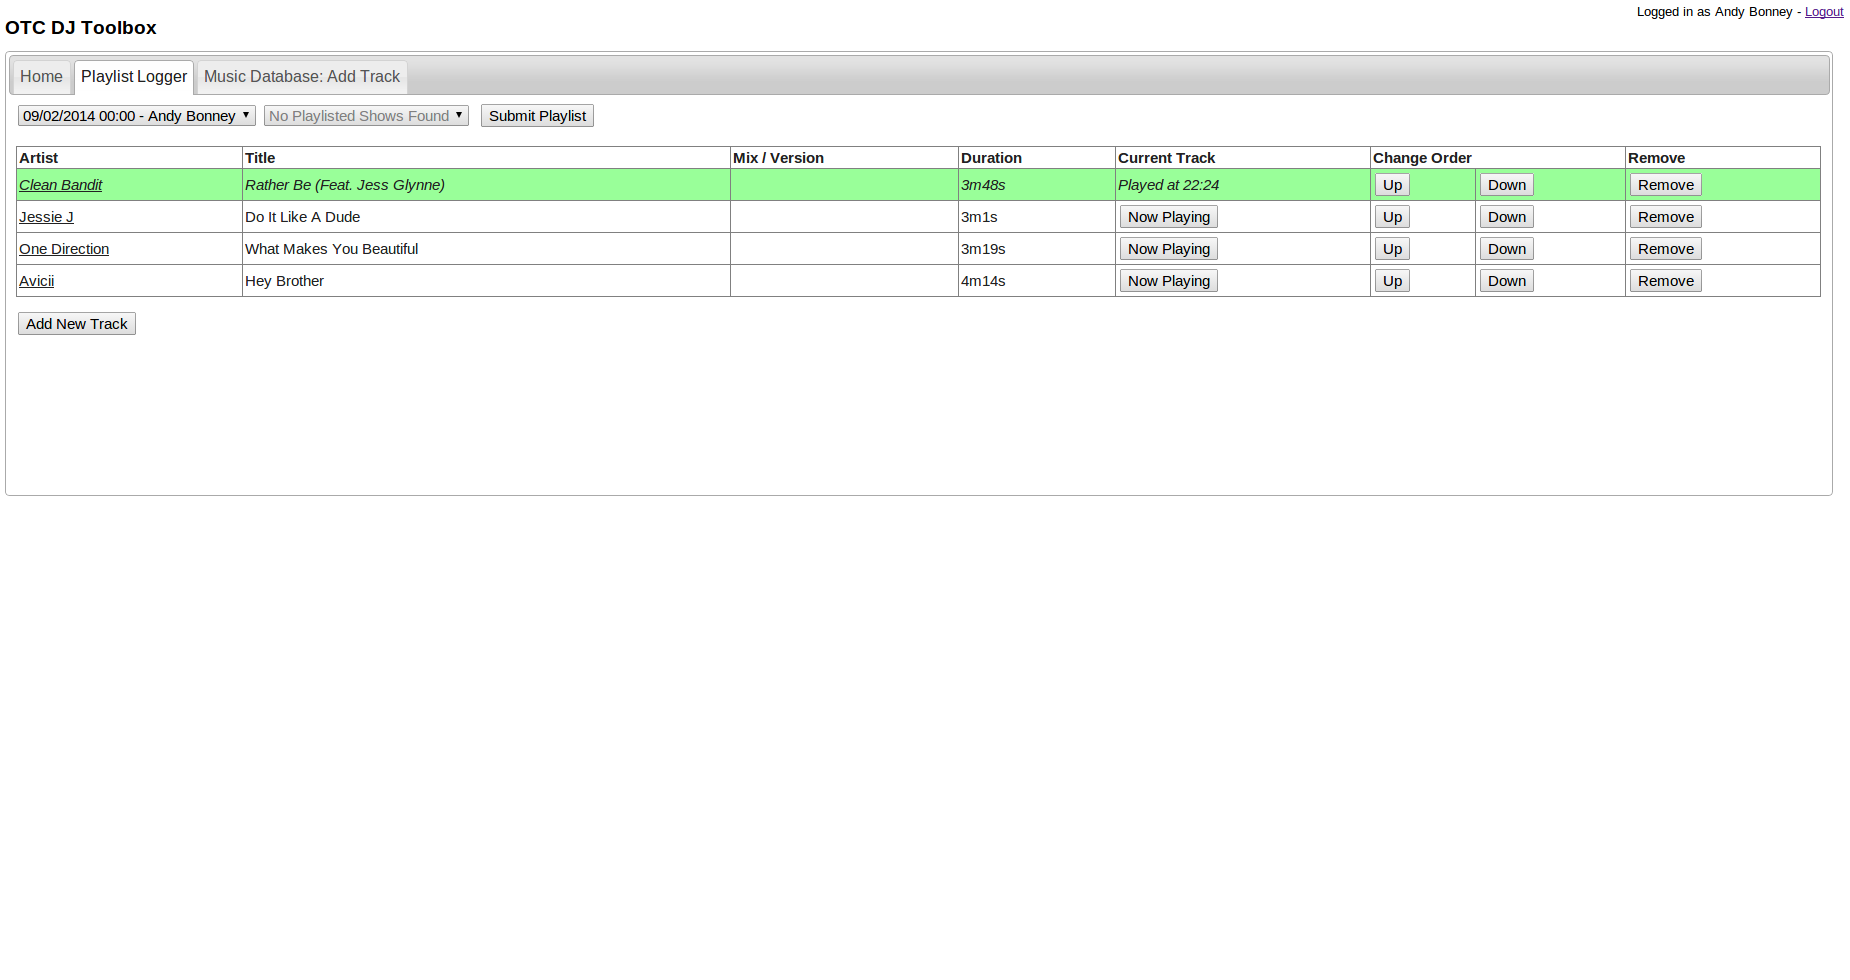 Logged in as Andy Bonney - Logout
OTC DJ Toolbox
Home Playlist Logger Music Database: Add Track
09/02/2014 00:00 - Andy Bonney No Playlisted Shows Found Submit Playlist
Artist Title Mix / Version Duration Current Track Change Order Remove
Clean Bandit Rather Be (Feat. Jess Glynne) 3m48s Played at 22:24 Up Down Remove
Jessie J Do It Like A Dude 3m1s Now Playing Up Down Remove
One Direction What Makes You Beautiful 3m19s Now Playing Up Down Remove
Avicii Hey Brother 4m14s Now Playing Up Down Remove
Add New Track